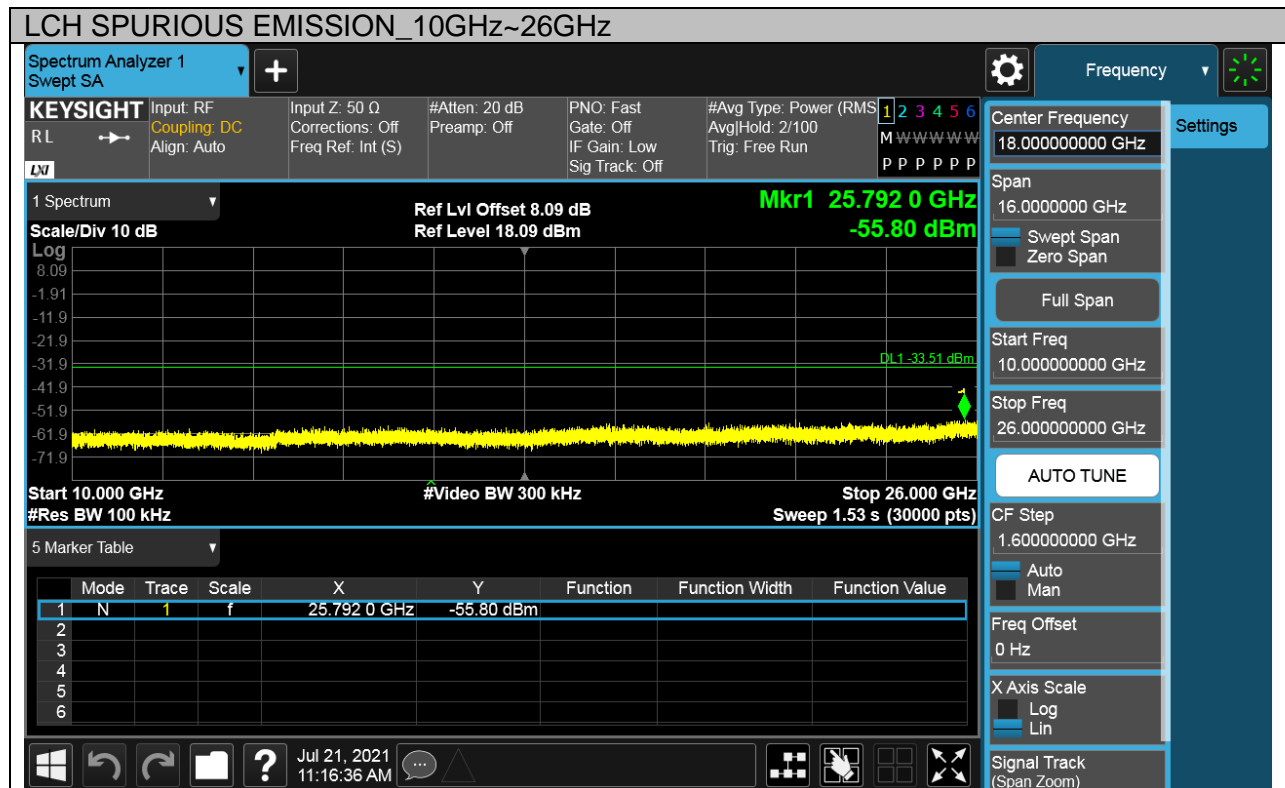 LCH SPURIOUS EMISSION_10GHz~26GHz
Spectrum Analyzer 1
Swept SA
+
Frequency
KEYSIGHT
RL
LXI
Input: RF
Coupling: DC
Align: Auto
Input Z: 50 Ω
Corrections: Off
Freq Ref: Int (S)
#Atten: 20 dB
Preamp: Off
PNO: Fast
Gate: Off
IF Gain: Low
Sig Track: Off
#Avg Type: Power (RMS
Avg|Hold: 2/100
Trig: Free Run
1 2 3 4 5 6
M W W W W W
P P P P P P
1 Spectrum
Scale/Div 10 dB
Ref Lvl Offset 8.09 dB
Ref Level 18.09 dBm
Mkr1 25.792 0 GHz
-55.80 dBm
Log
8.09
-1.91
-11.9
-21.9
-31.9
-41.9
-51.9
-61.9
-71.9
DL1 -33.51 dBm
1
Start 10.000 GHz
#Video BW 300 kHz
Stop 26.000 GHz
#Res BW 100 kHz
Sweep 1.53 s (30000 pts)
5 Marker Table
Mode Trace Scale X Y Function Function Width Function Value
1 N 1 f 25.792 0 GHz -55.80 dBm
2
3
4
5
6
?
Jul 21, 2021
11:16:36 AM
Center Frequency
18.000000000 GHz
Settings
Span
16.0000000 GHz
Swept Span
Zero Span
Full Span
Start Freq
10.000000000 GHz
Stop Freq
26.000000000 GHz
AUTO TUNE
CF Step
1.600000000 GHz
Auto
Man
Freq Offset
0 Hz
X Axis Scale
Log
Lin
Signal Track
(Span Zoom)